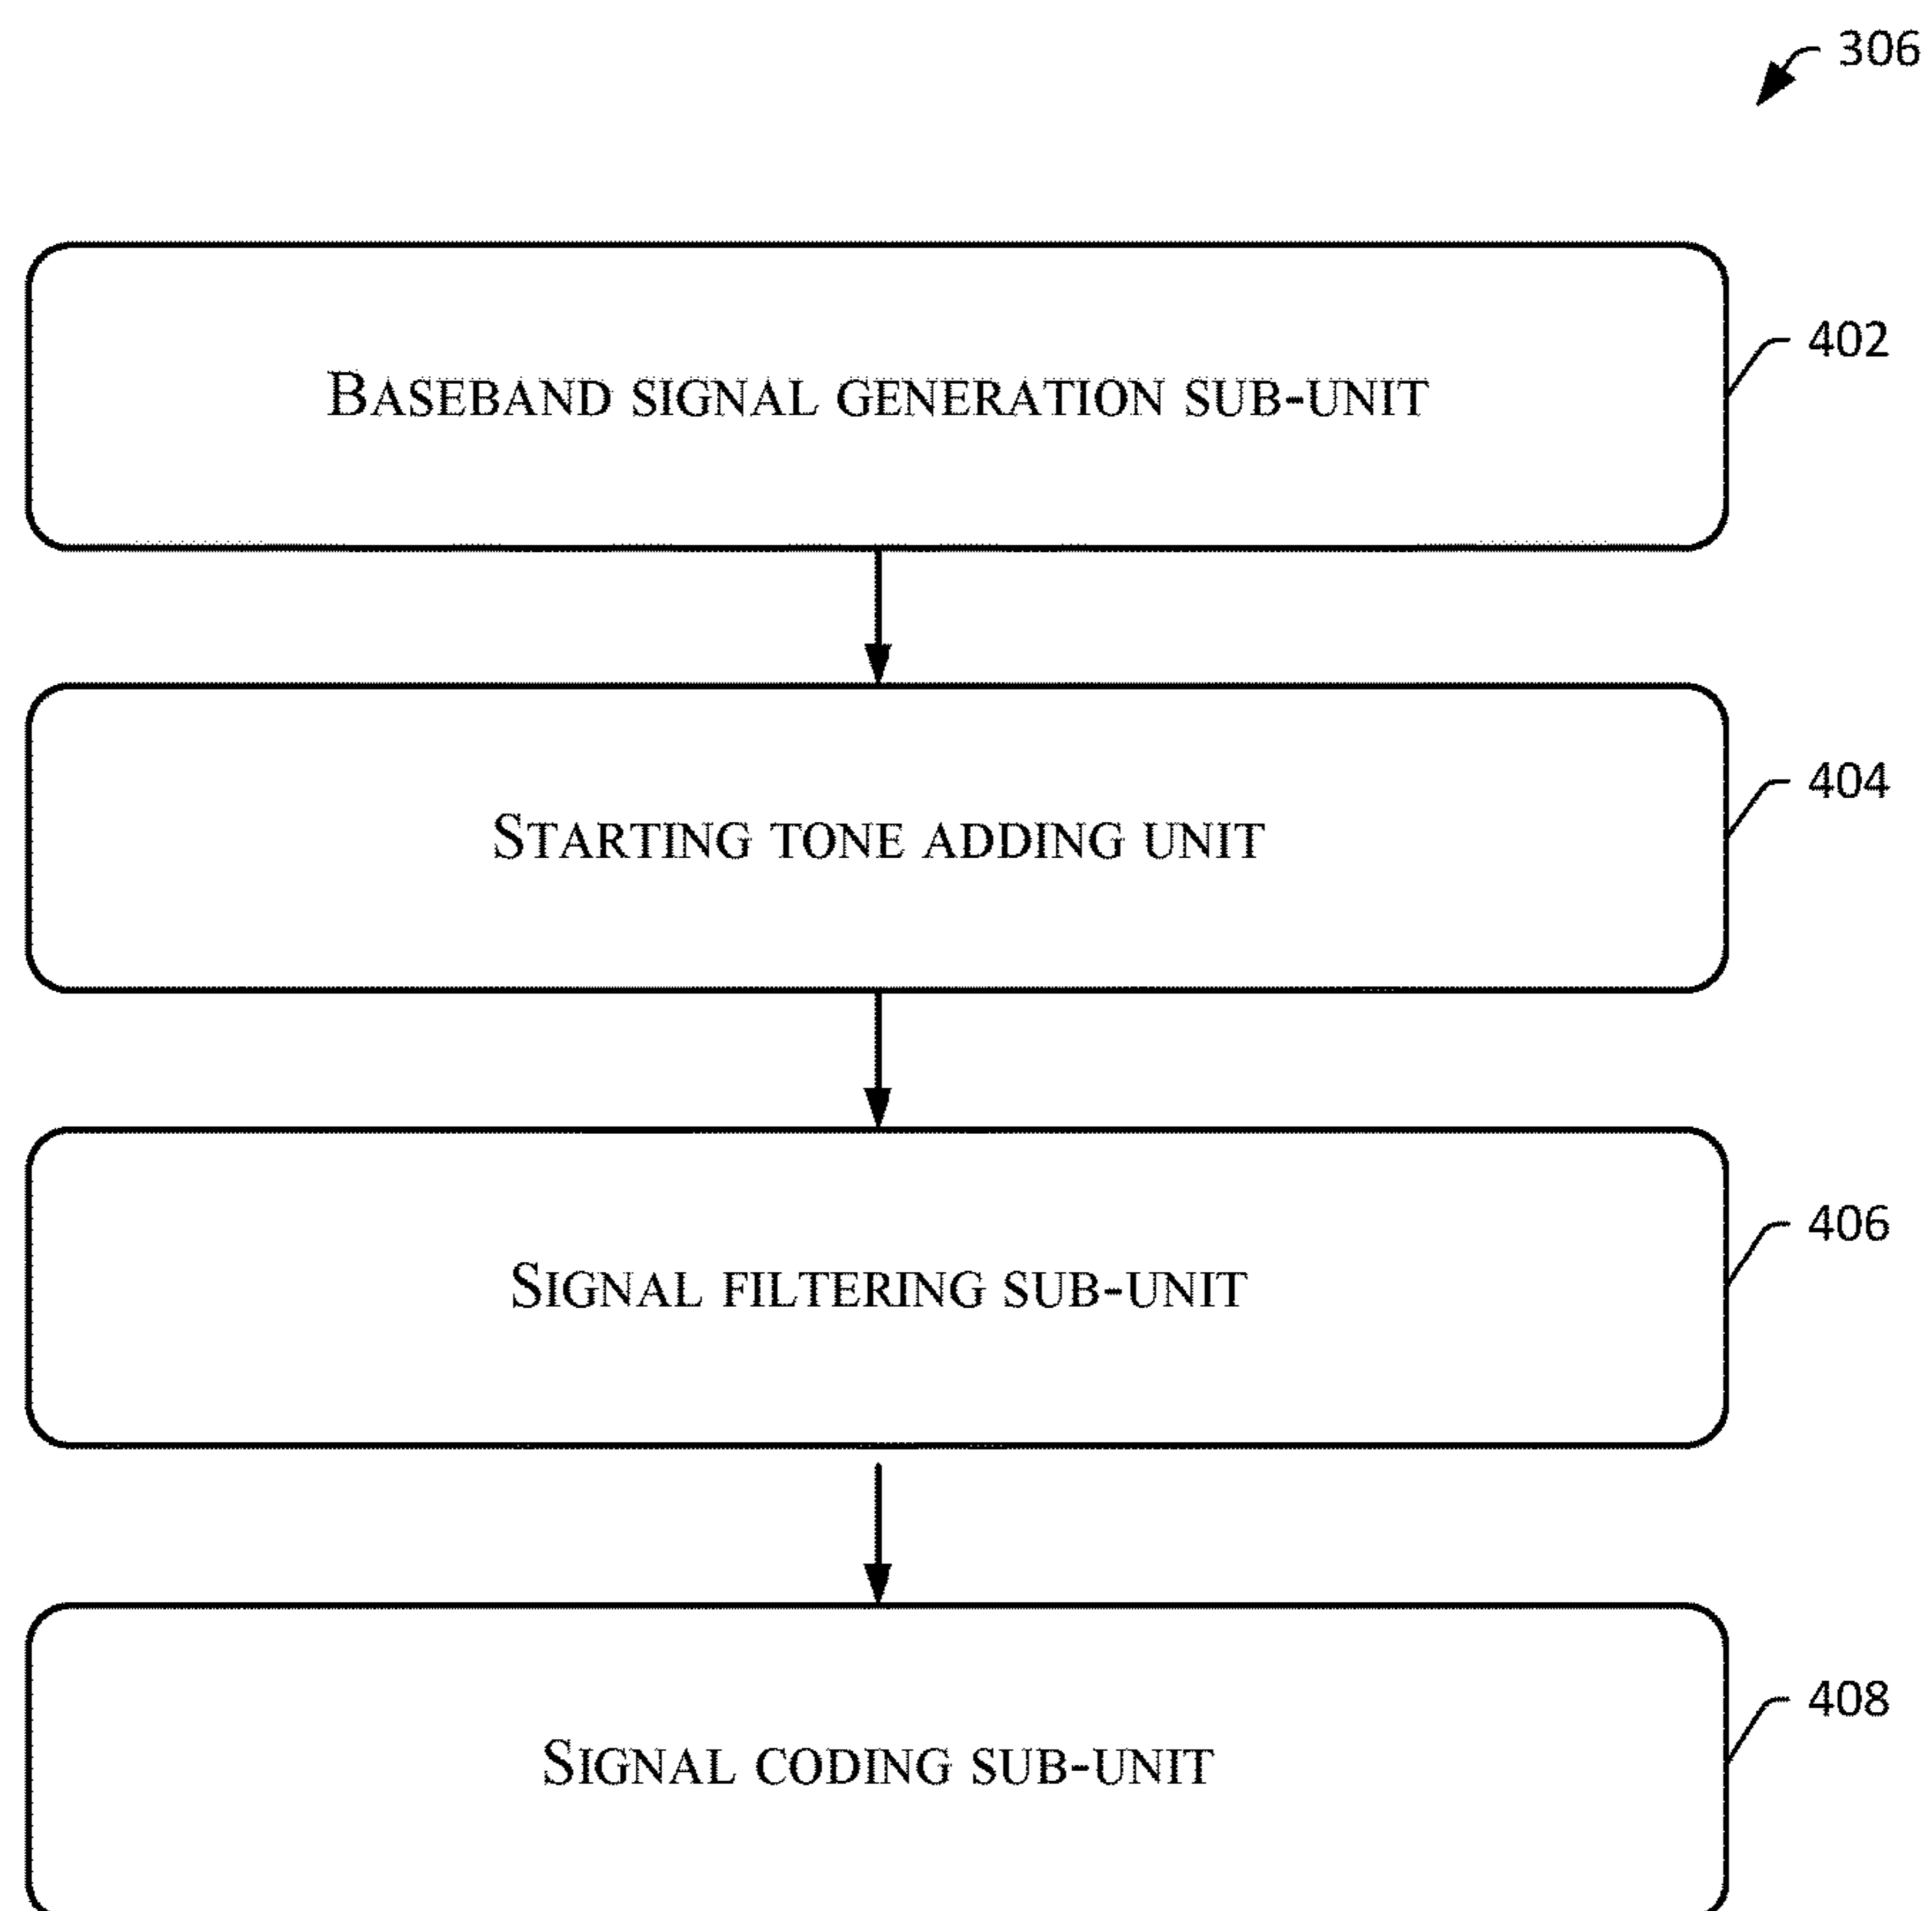 306
BASEBAND SIGNAL GENERATION SUB-UNIT
402
STARTING TONE ADDING UNIT
404
SIGNAL FILTERING SUB-UNIT
406
SIGNAL CODING SUB-UNIT
408